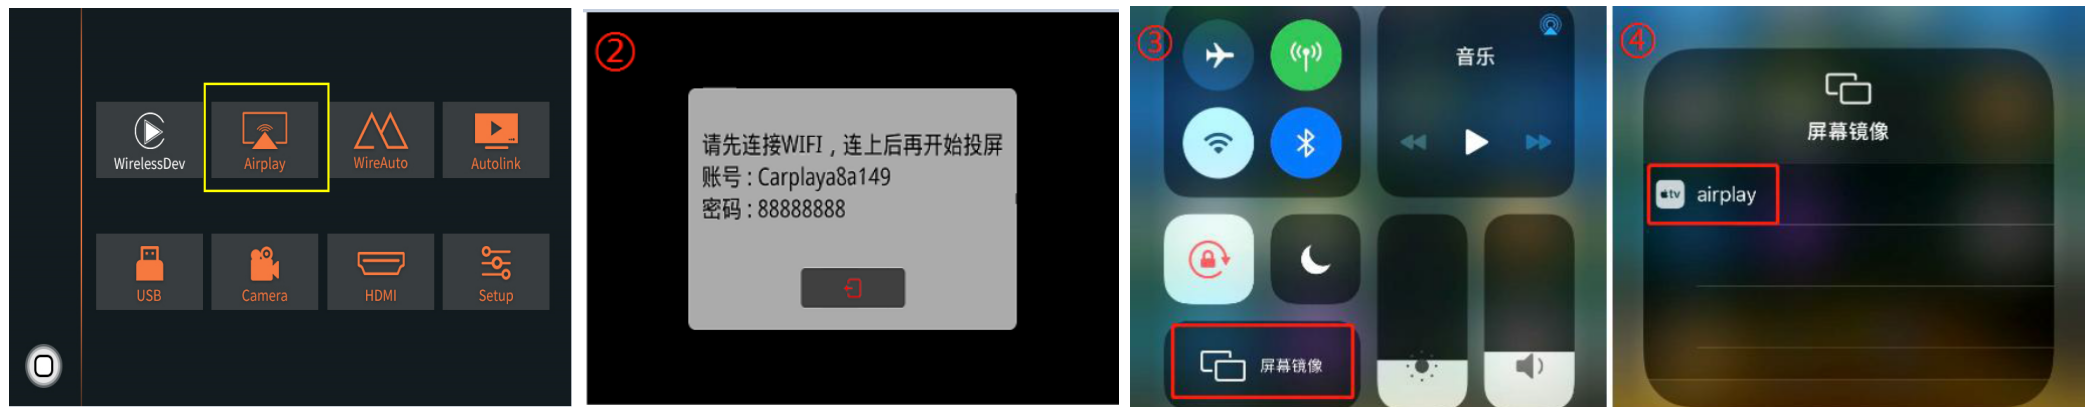 WirelessDev
Airplay
WireAuto
Autolink
USB
Camera
HDMI
Setup
②
请先连接WIFI，连上后再开始投屏
账号：Carplaya8a149
密码：88888888
③
音乐
屏幕镜像
④
屏幕镜像
tv airplay